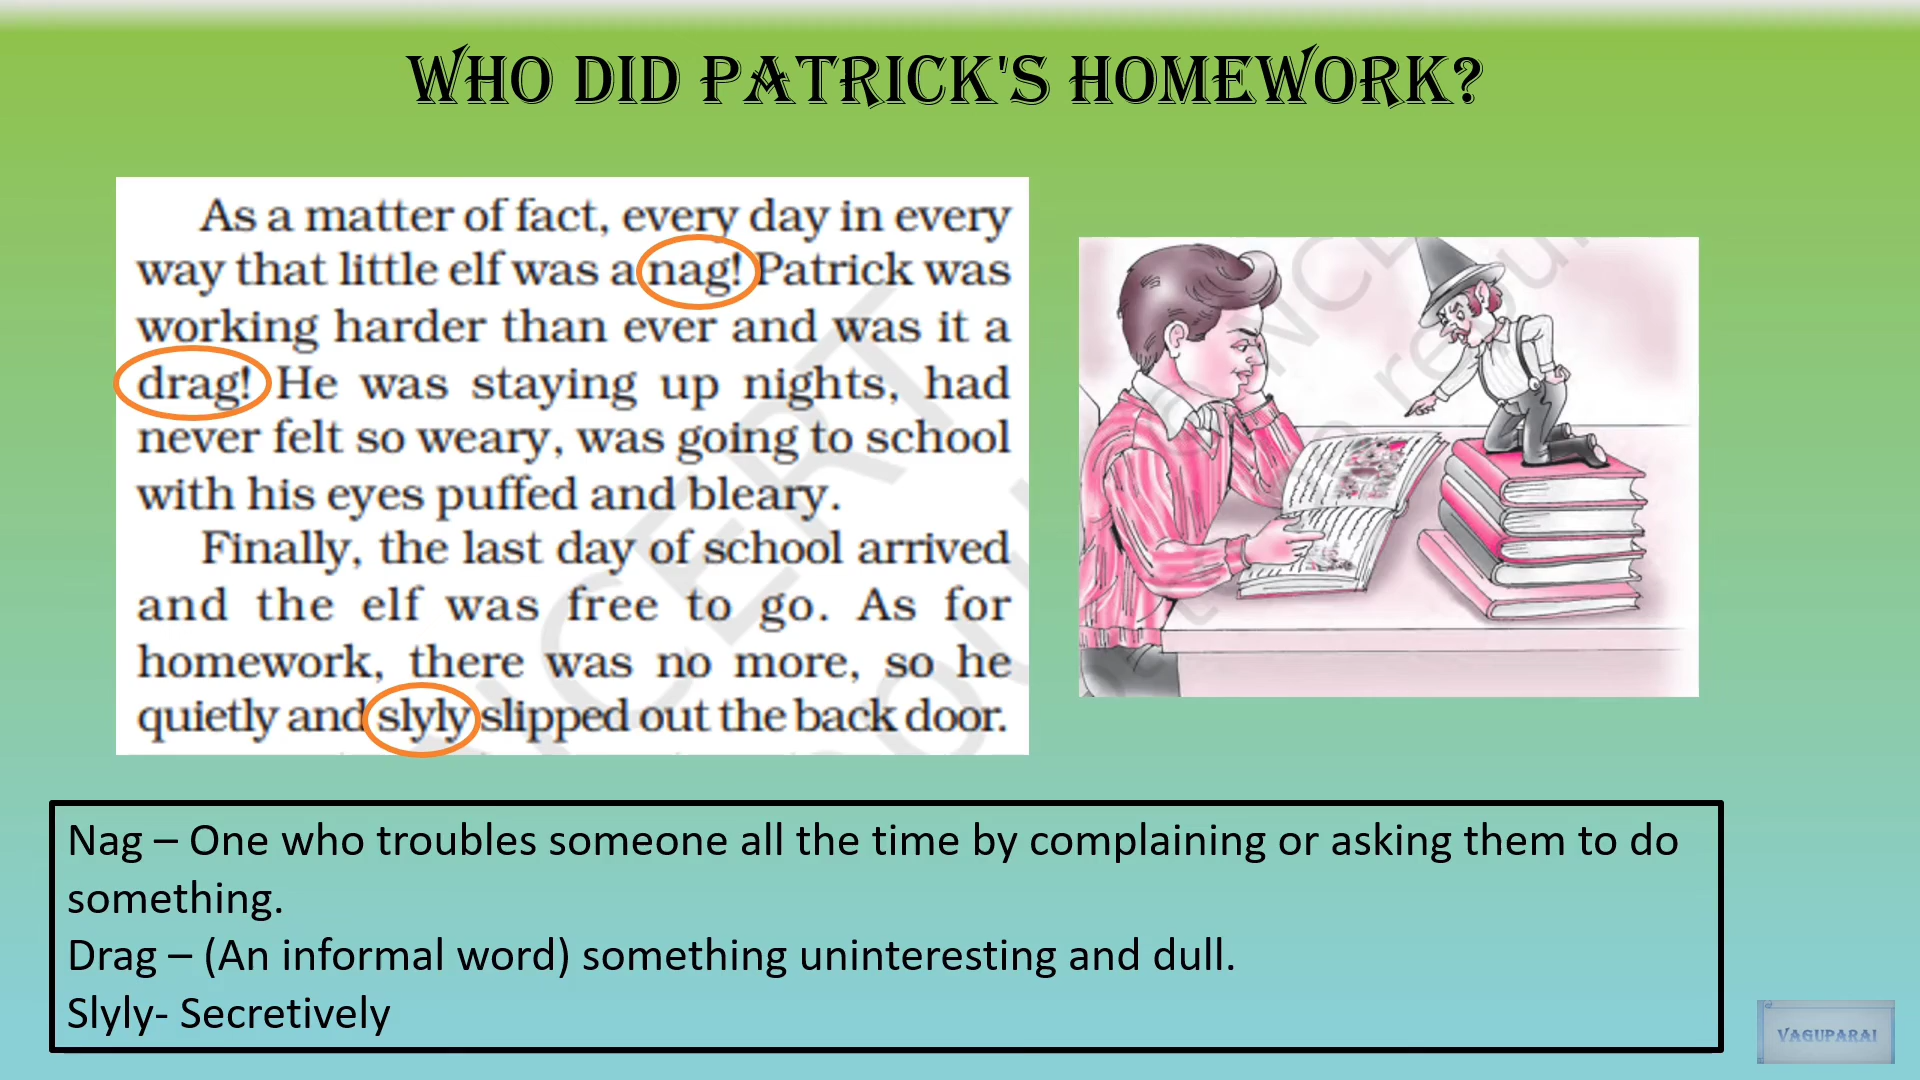 WHO DID PATRICK'S HOMEWORK?
As a matter of fact, every day in every
way that little elf was a nag! Patrick was
working harder than ever and was it a
drag! He was staying up nights, had
never felt so weary, was going to school
with his eyes puffed and bleary.
Finally, the last day of school arrived
and the elf was free to go. As for
homework, there was no more, so he
quietly and slyly slipped out the back door.
Nag – One who troubles someone all the time by complaining or asking them to do
something.
Drag – (An informal word) something uninteresting and dull.
Slyly- Secretively
VAGUPARAI